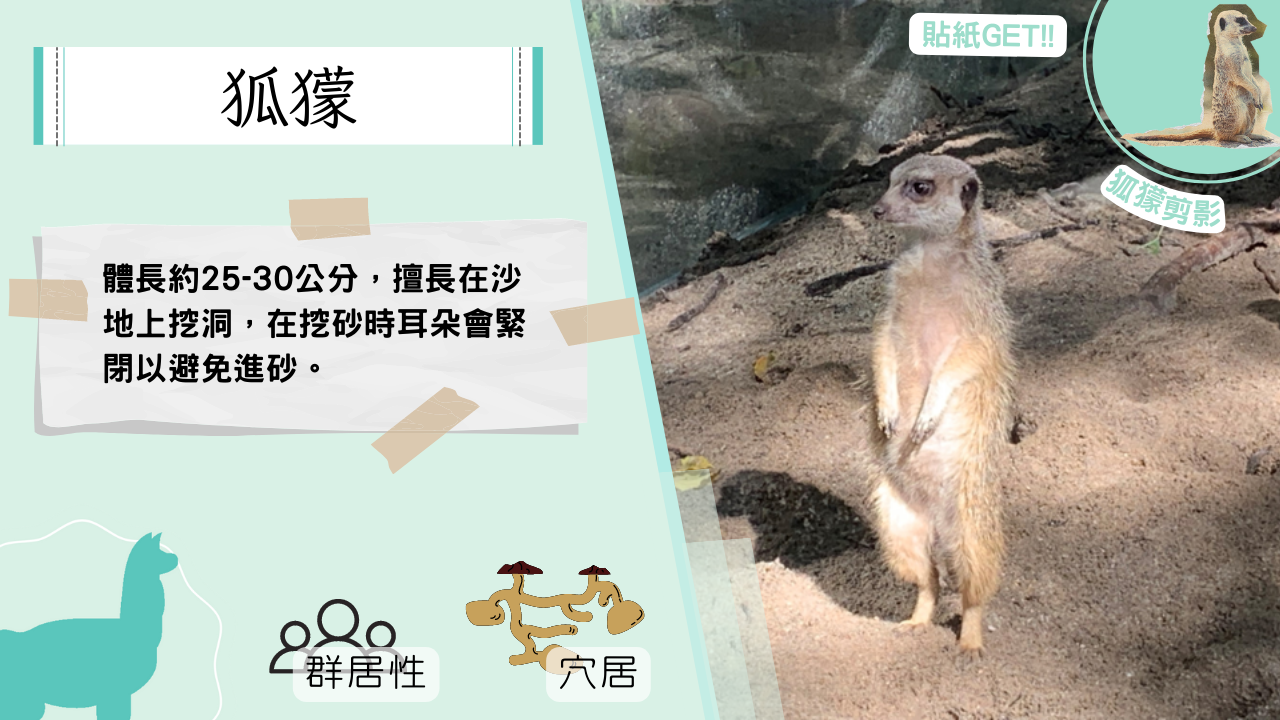 狐獴
體長約25-30公分，擅長在沙
地上挖洞，在挖砂時耳朵會緊
閉以避免進砂。
群居性
穴居
貼紙GET!!
狐獴剪影